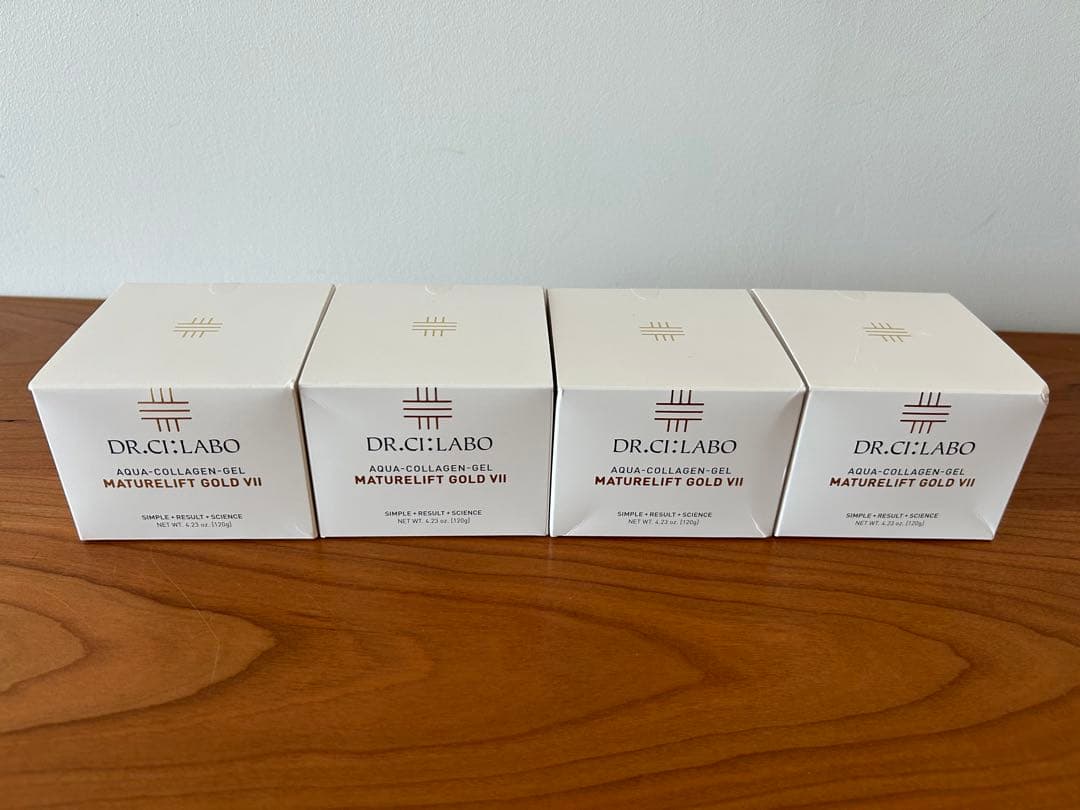 DR.CI:LABO
AQUA-COLLAGEN-GEL
MATURELIFT GOLD VII
SIMPLE + RESULT + SCIENCE
NET WT. 4.23 oz. [120g]
DR.CI:LABO
AQUA-COLLAGEN-GEL
MATURELIFT GOLD VII
SIMPLE + RESULT + SCIENCE
NET WT. 4.23 oz. [120g]
DR.CI:LABO
AQUA-COLLAGEN-GEL
MATURELIFT GOLD VII
SIMPLE + RESULT + SCIENCE
NET WT. 4.23 oz. [120g]
DR.CI:LABO
AQUA-COLLAGEN-GEL
MATURELIFT GOLD VII
SIMPLE + RESULT + SCIENCE
NET WT. 4.23 oz. [120g]